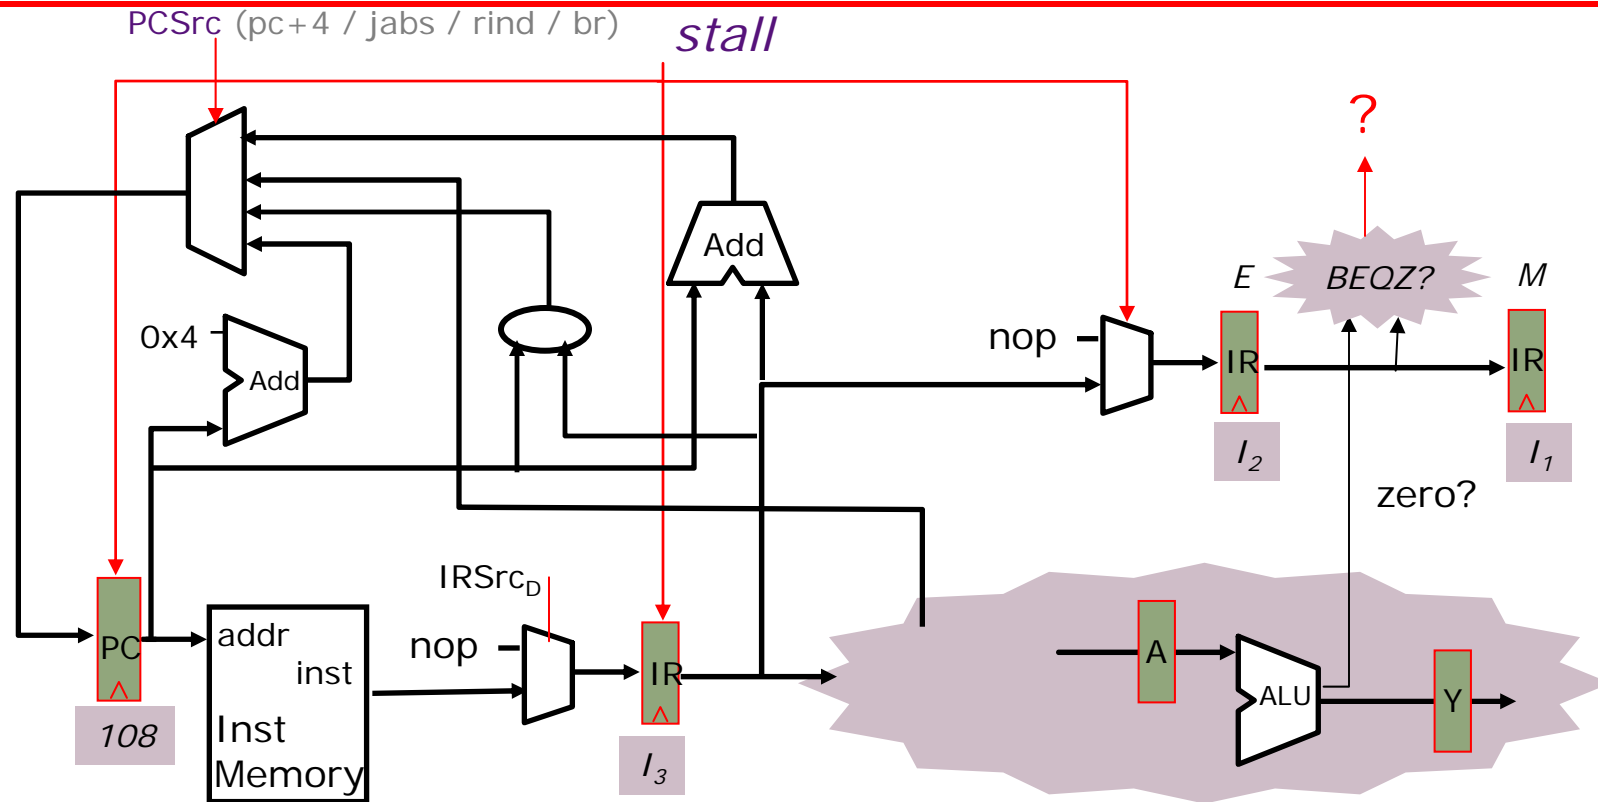 PCSrc (pc+4 / jabs / rind / br)
stall
?
Add
E
BEQZ?
M
0x4
Add
nop
IR
IR
I2
I1
zero?
IRSrcD
PC
addr
inst
nop
IR
A
ALU
Y
108
Inst
Memory
I3